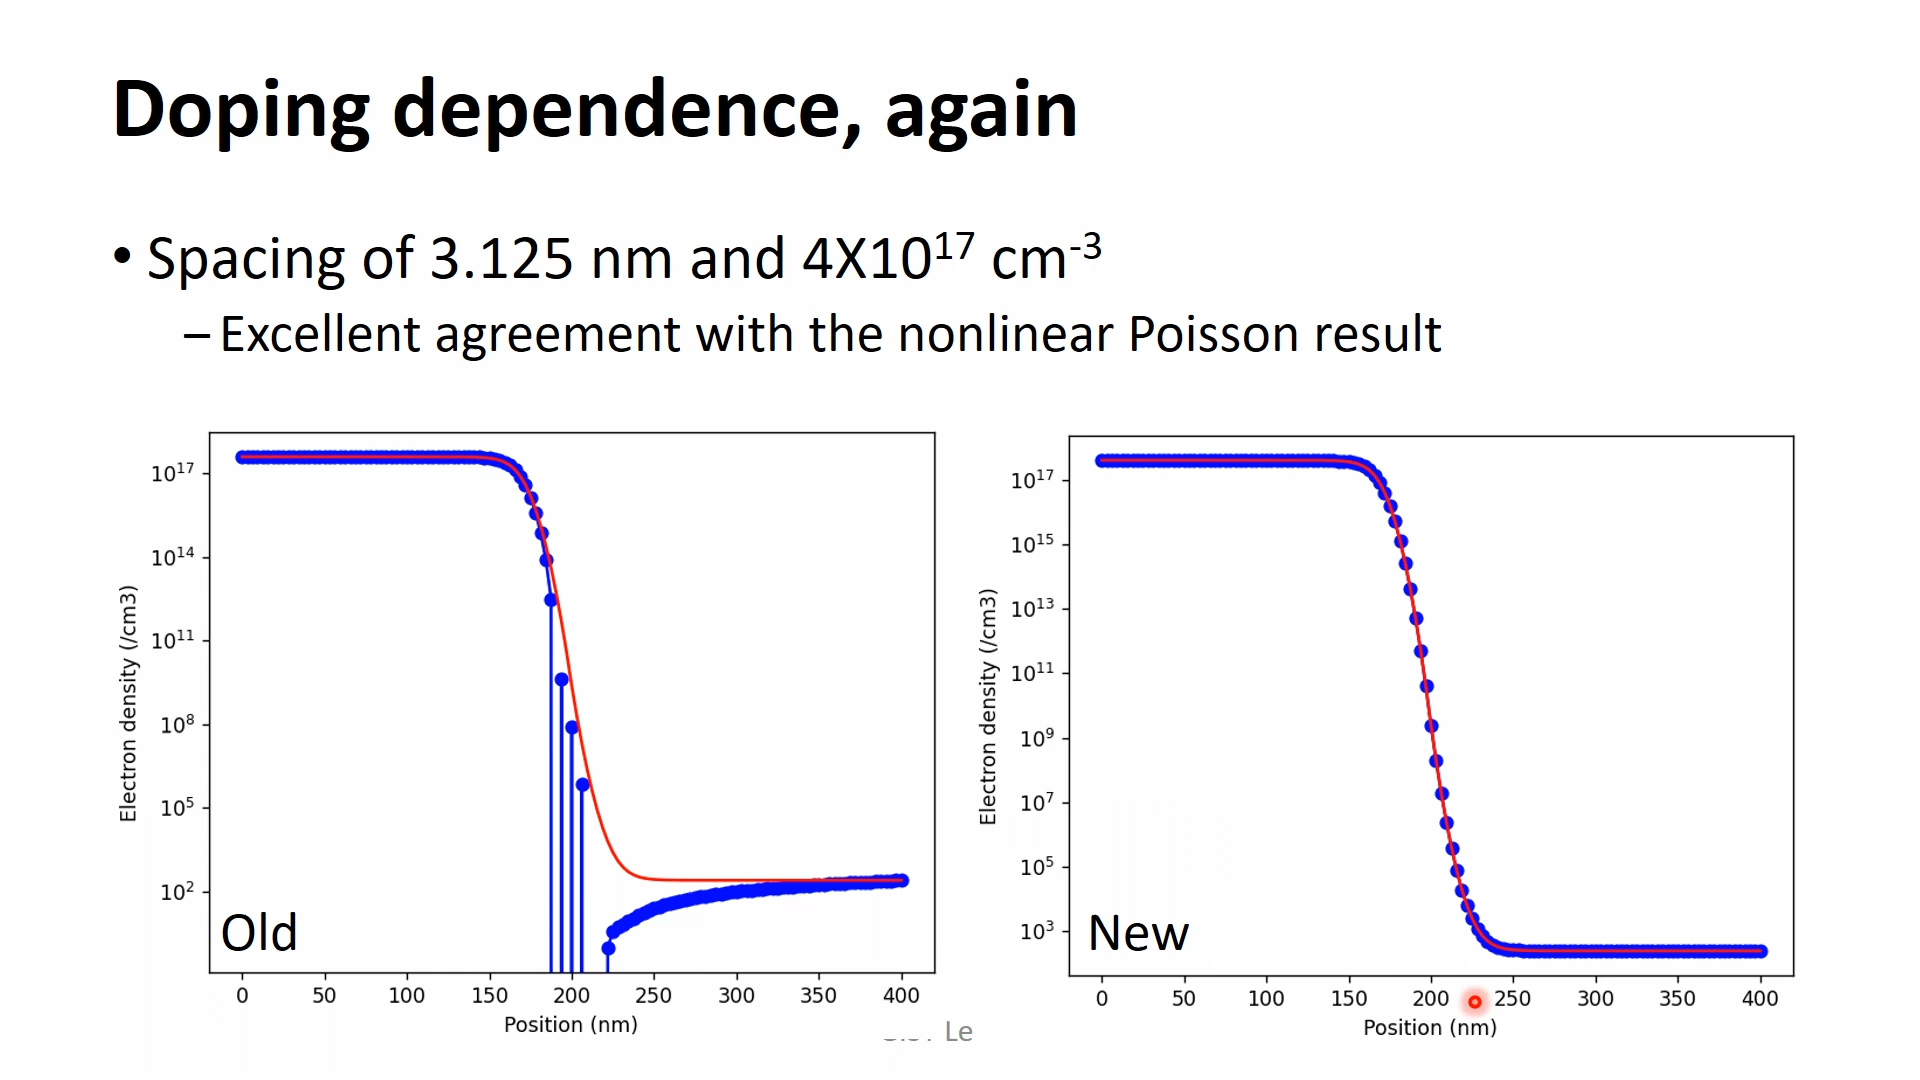 Doping dependence, again
• Spacing of 3.125 nm and 4X10¹⁷ cm⁻³
– Excellent agreement with the nonlinear Poisson result
Electron density (/cm3)
10¹⁷
10¹⁴
10¹¹
10⁸
10⁵
10²
Old
0 50 100 150 200 250 300 350 400
Position (nm)
Electron density (/cm3)
10¹⁷
10¹⁵
10¹³
10¹¹
10⁹
10⁷
10⁵
10³
New
0 50 100 150 200 250 300 350 400
Position (nm)
Le